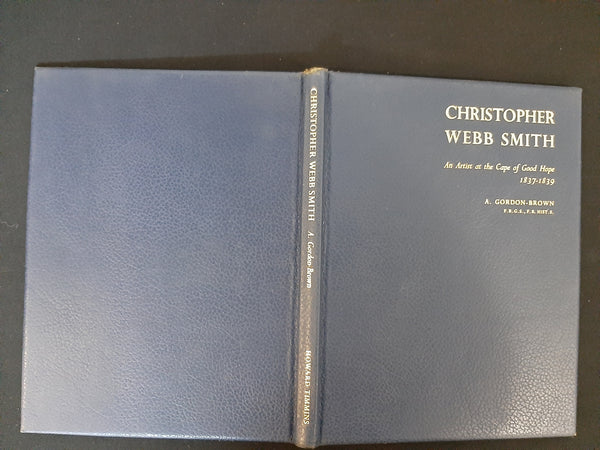 CHRISTOPHER
WEBB SMITH
An Artist at the Cape of Good Hope
1837-1839
A. GORDON-BROWN
F.R.G.S., F.R. HIST. S.
CHRISTOPHER WEBB SMITH A. Gordon-Brown HOWARD TIMMINS